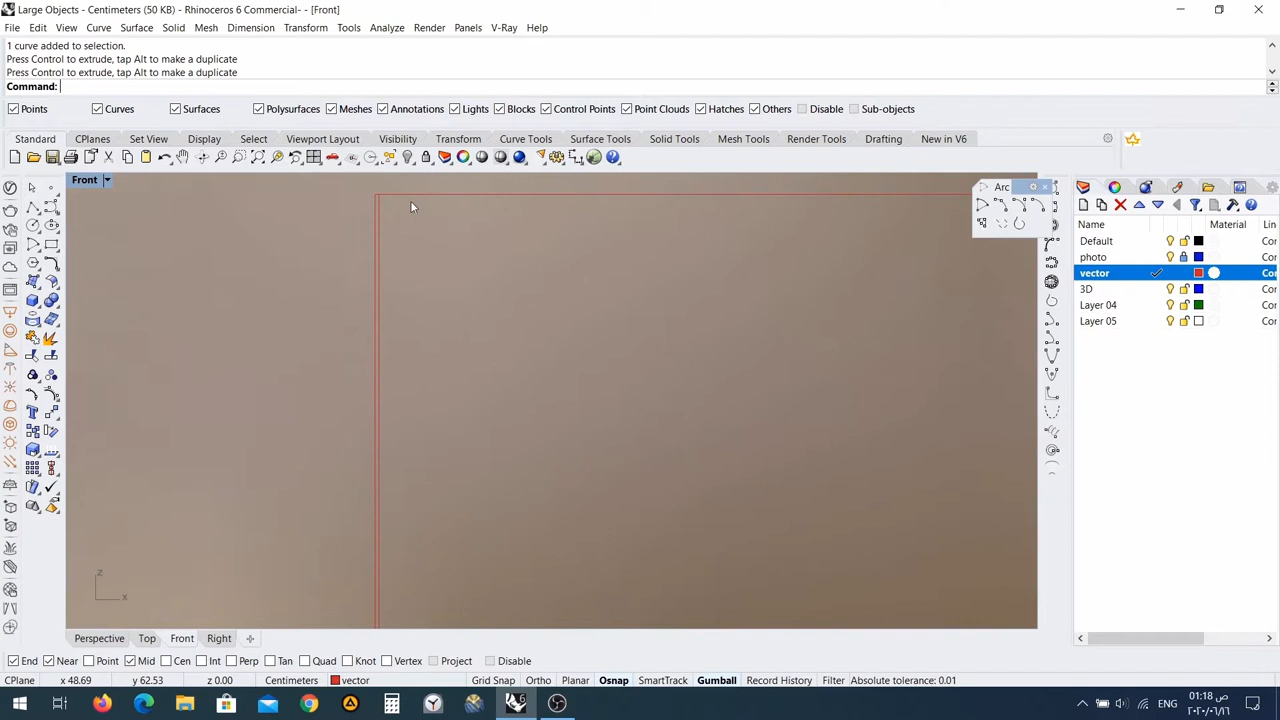 Large Objects - Centimeters (50 KB) - Rhinoceros 6 Commercial- - [Front]
File Edit View Curve Surface Solid Mesh Dimension Transform Tools Analyze Render Panels V-Ray Help
1 curve added to selection.
Press Control to extrude, tap Alt to make a duplicate
Press Control to extrude, tap Alt to make a duplicate
Command:
Points Curves Surfaces Polysurfaces Meshes Annotations Lights Blocks Control Points Point Clouds Hatches Others Disable Sub-objects
Standard CPlanes Set View Display Select Viewport Layout Visibility Transform Curve Tools Surface Tools Solid Tools Mesh Tools Render Tools Drafting New in V6
Front
Arc
Name Material Lin
Default Con
photo Con
vector Con
3D Con
Layer 04 Con
Layer 05 Con
z
x
Perspective Top Front Right
End Near Point Mid Cen Int Perp Tan Quad Knot Vertex Project Disable
CPlane x 48.69 y 62.53 z 0.00 Centimeters vector Grid Snap Ortho Planar Osnap SmartTrack Gumball Record History Filter Absolute tolerance: 0.01
ENG
01:18 ص